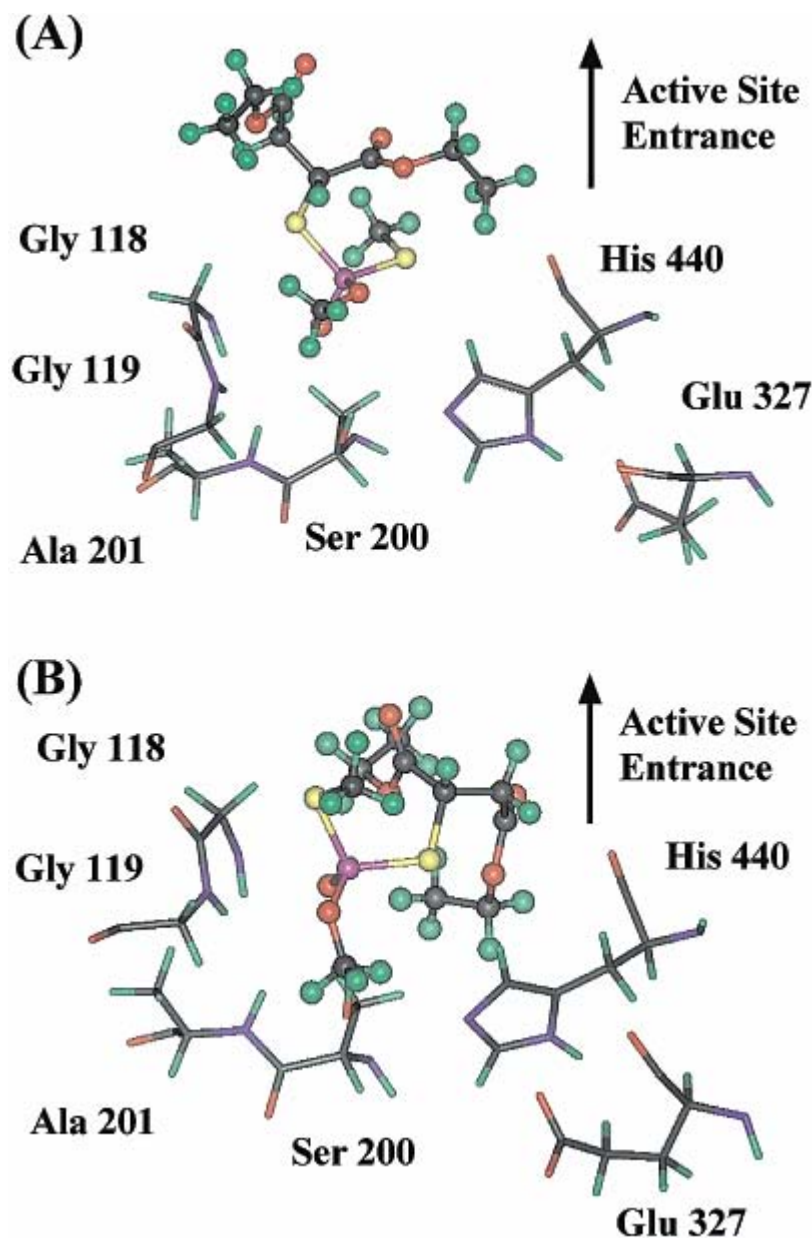 (A)
Active Site
Entrance
Gly 118
His 440
Gly 119
Glu 327
Ser 200
Ala 201
(B)
Active Site
Entrance
Gly 118
His 440
Gly 119
Ala 201
Ser 200
Glu 327